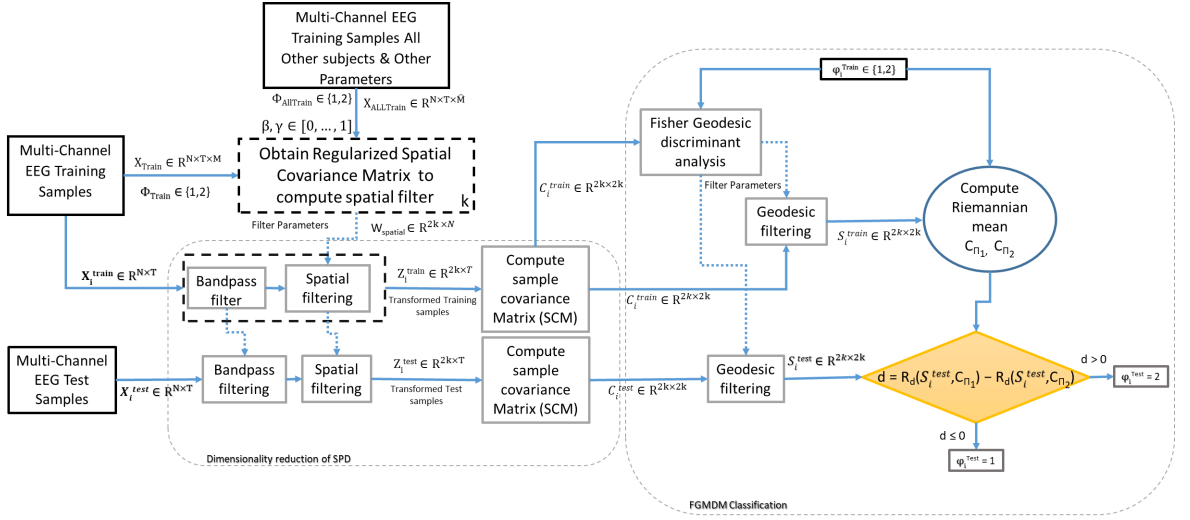 Multi-Channel EEG
Training Samples All
Other subjects & Other
Parameters
Φ_AllTrain ∈ {1,2}
X_ALLTrain ∈ R^N×T×M̄
β, γ ∈ [0, … , 1]
Multi-Channel
EEG Training
Samples
X_Train ∈ R^N×T×M
Φ_Train ∈ {1,2}
Obtain Regularized Spatial
Covariance Matrix to
compute spatial filter
k
Filter Parameters
W_spatial ∈ R^2k×N
X_i^train ∈ R^N×T
Bandpass
filter
Spatial
filtering
Z_i^train ∈ R^2k×T
Transformed Training
samples
Compute
sample
covariance
Matrix (SCM)
Multi-Channel
EEG Test
Samples
X_i^test ∈ R^N×T
Bandpass
filtering
Spatial
filtering
Z_i^test ∈ R^2k×T
Transformed Test
samples
Compute
sample
covariance
Matrix (SCM)
Dimensionality reduction of SPD
C_i^train ∈ R^2k×2k
C_i^train ∈ R^2k×2k
C_i^test ∈ R^2k×2k
φ_i^Train ∈ {1,2}
Fisher Geodesic
discriminant
analysis
Filter Parameters
Geodesic
filtering
S_i^train ∈ R^2k×2k
Compute
Riemannian
mean
C_Π1, C_Π2
Geodesic
filtering
S_i^test ∈ R^2k×2k
d = R_d(S_i^test, C_Π1) − R_d(S_i^test, C_Π2)
d > 0
φ_i^Test = 2
d ≤ 0
φ_i^Test = 1
FGMDM Classification